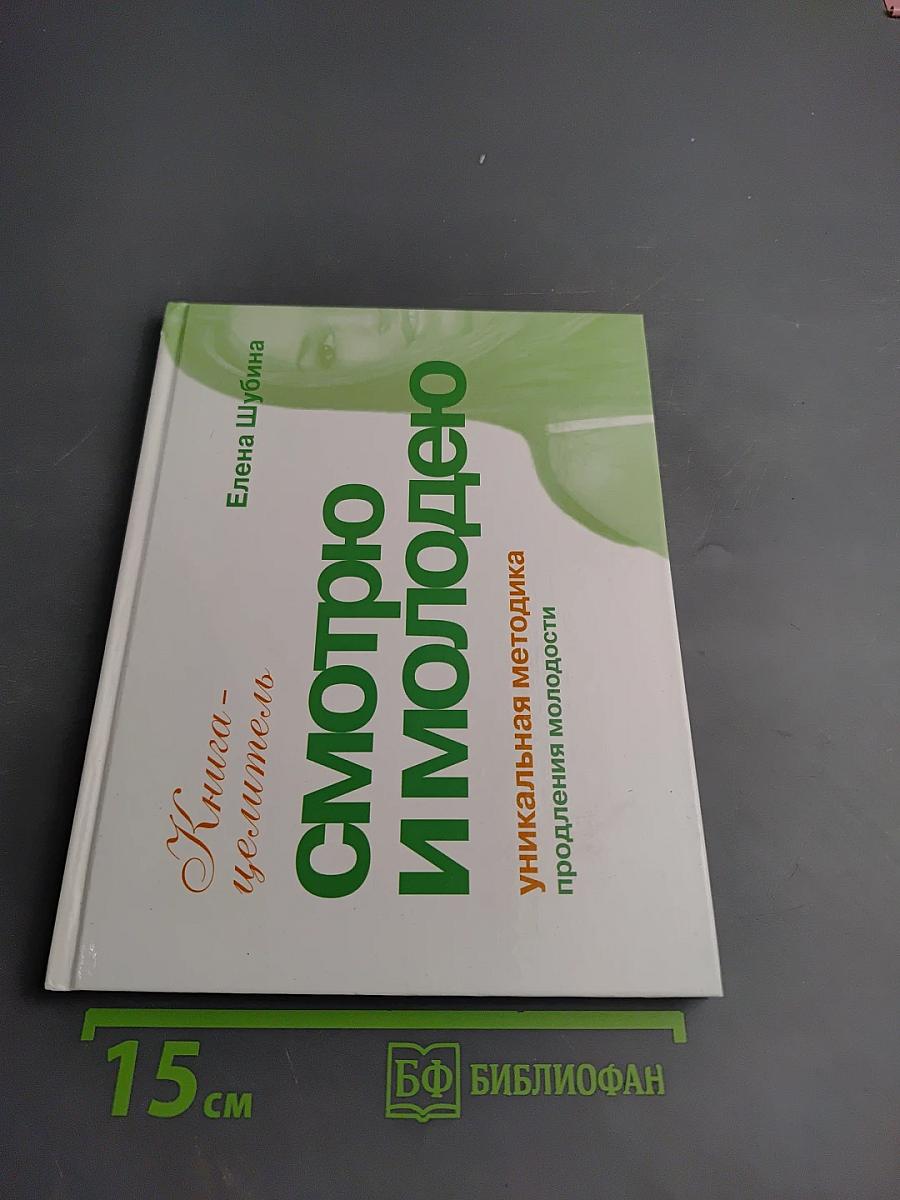 Елена Шубина
Книга-
целитель
СМОТРЮ
И МОЛОДЕЮ
уникальная методика
продления молодости
15 см
БФ БИБЛИОФАН